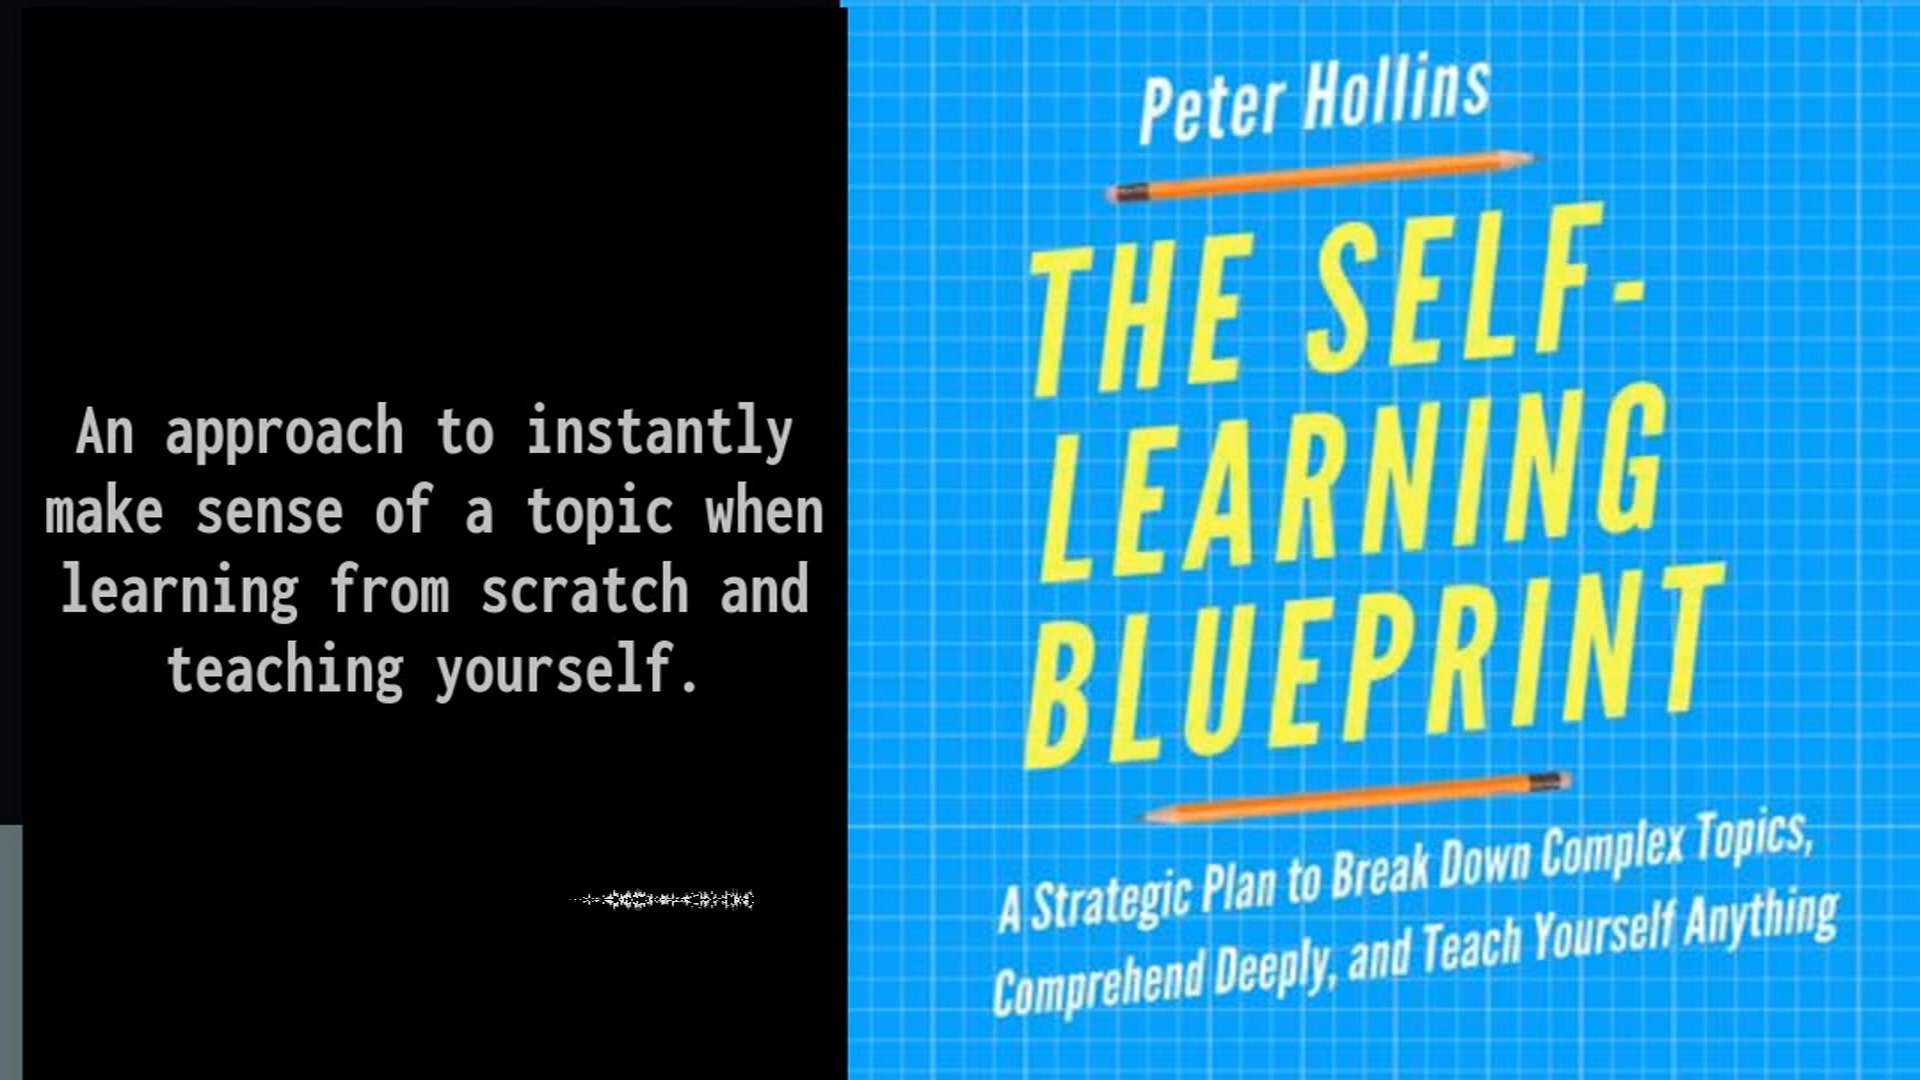 An approach to instantly
make sense of a topic when
learning from scratch and
teaching yourself.
Peter Hollins
THE SELF-
LEARNING
BLUEPRINT
A Strategic Plan to Break Down Complex Topics,
Comprehend Deeply, and Teach Yourself Anything